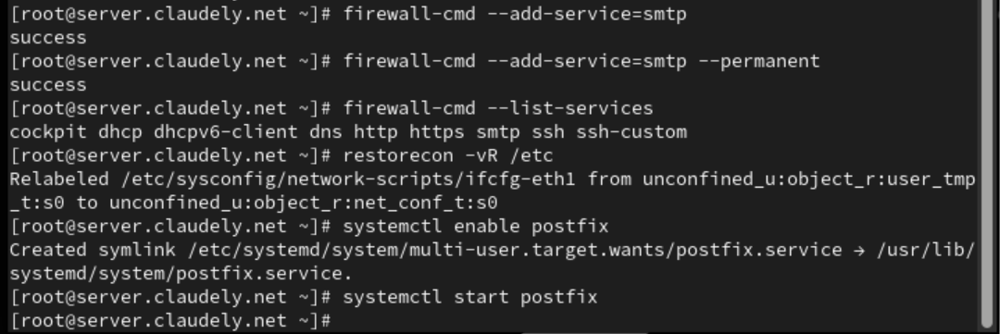 [root@server.claudely.net ~]# firewall-cmd --add-service=smtp
success
[root@server.claudely.net ~]# firewall-cmd --add-service=smtp --permanent
success
[root@server.claudely.net ~]# firewall-cmd --list-services
cockpit dhcp dhcpv6-client dns http https smtp ssh ssh-custom
[root@server.claudely.net ~]# restorecon -vR /etc
Relabeled /etc/sysconfig/network-scripts/ifcfg-eth1 from unconfined_u:object_r:user_tmp
_t:s0 to unconfined_u:object_r:net_conf_t:s0
[root@server.claudely.net ~]# systemctl enable postfix
Created symlink /etc/systemd/system/multi-user.target.wants/postfix.service → /usr/lib/
systemd/system/postfix.service.
[root@server.claudely.net ~]# systemctl start postfix
[root@server.claudely.net ~]#